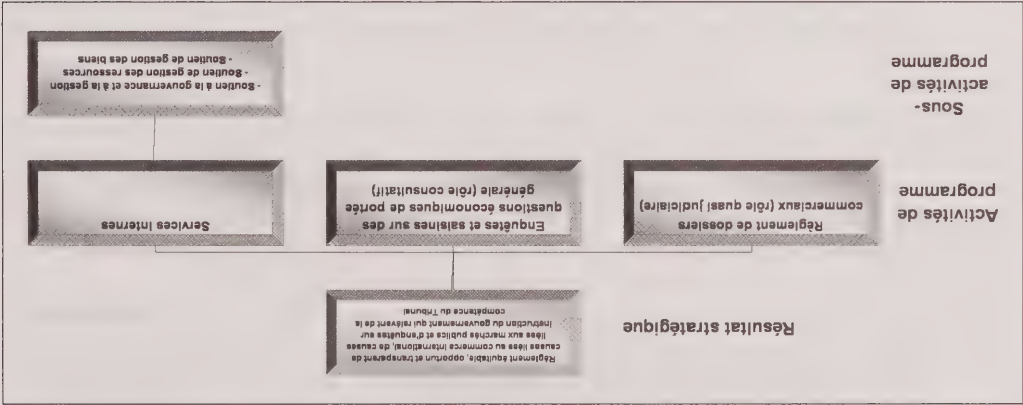 Résultat stratégique
Règlement équitable, opportun et transparent de
causes liées au commerce international, de causes
liées aux marchés publics et d'enquêtes sur
instruction du gouvernement qui relèvent de la
compétence du Tribunal
Activités de
programme
Règlement de dossiers
commerciaux (rôle quasi judiciaire)
Enquêtes et saisines sur des
questions économiques de portée
générale (rôle consultatif)
Services Internes
Sous-
activités de
programme
- Soutien à la gouvernance et à la gestion
- Soutien de gestion des ressources
- Soutien de gestion des biens